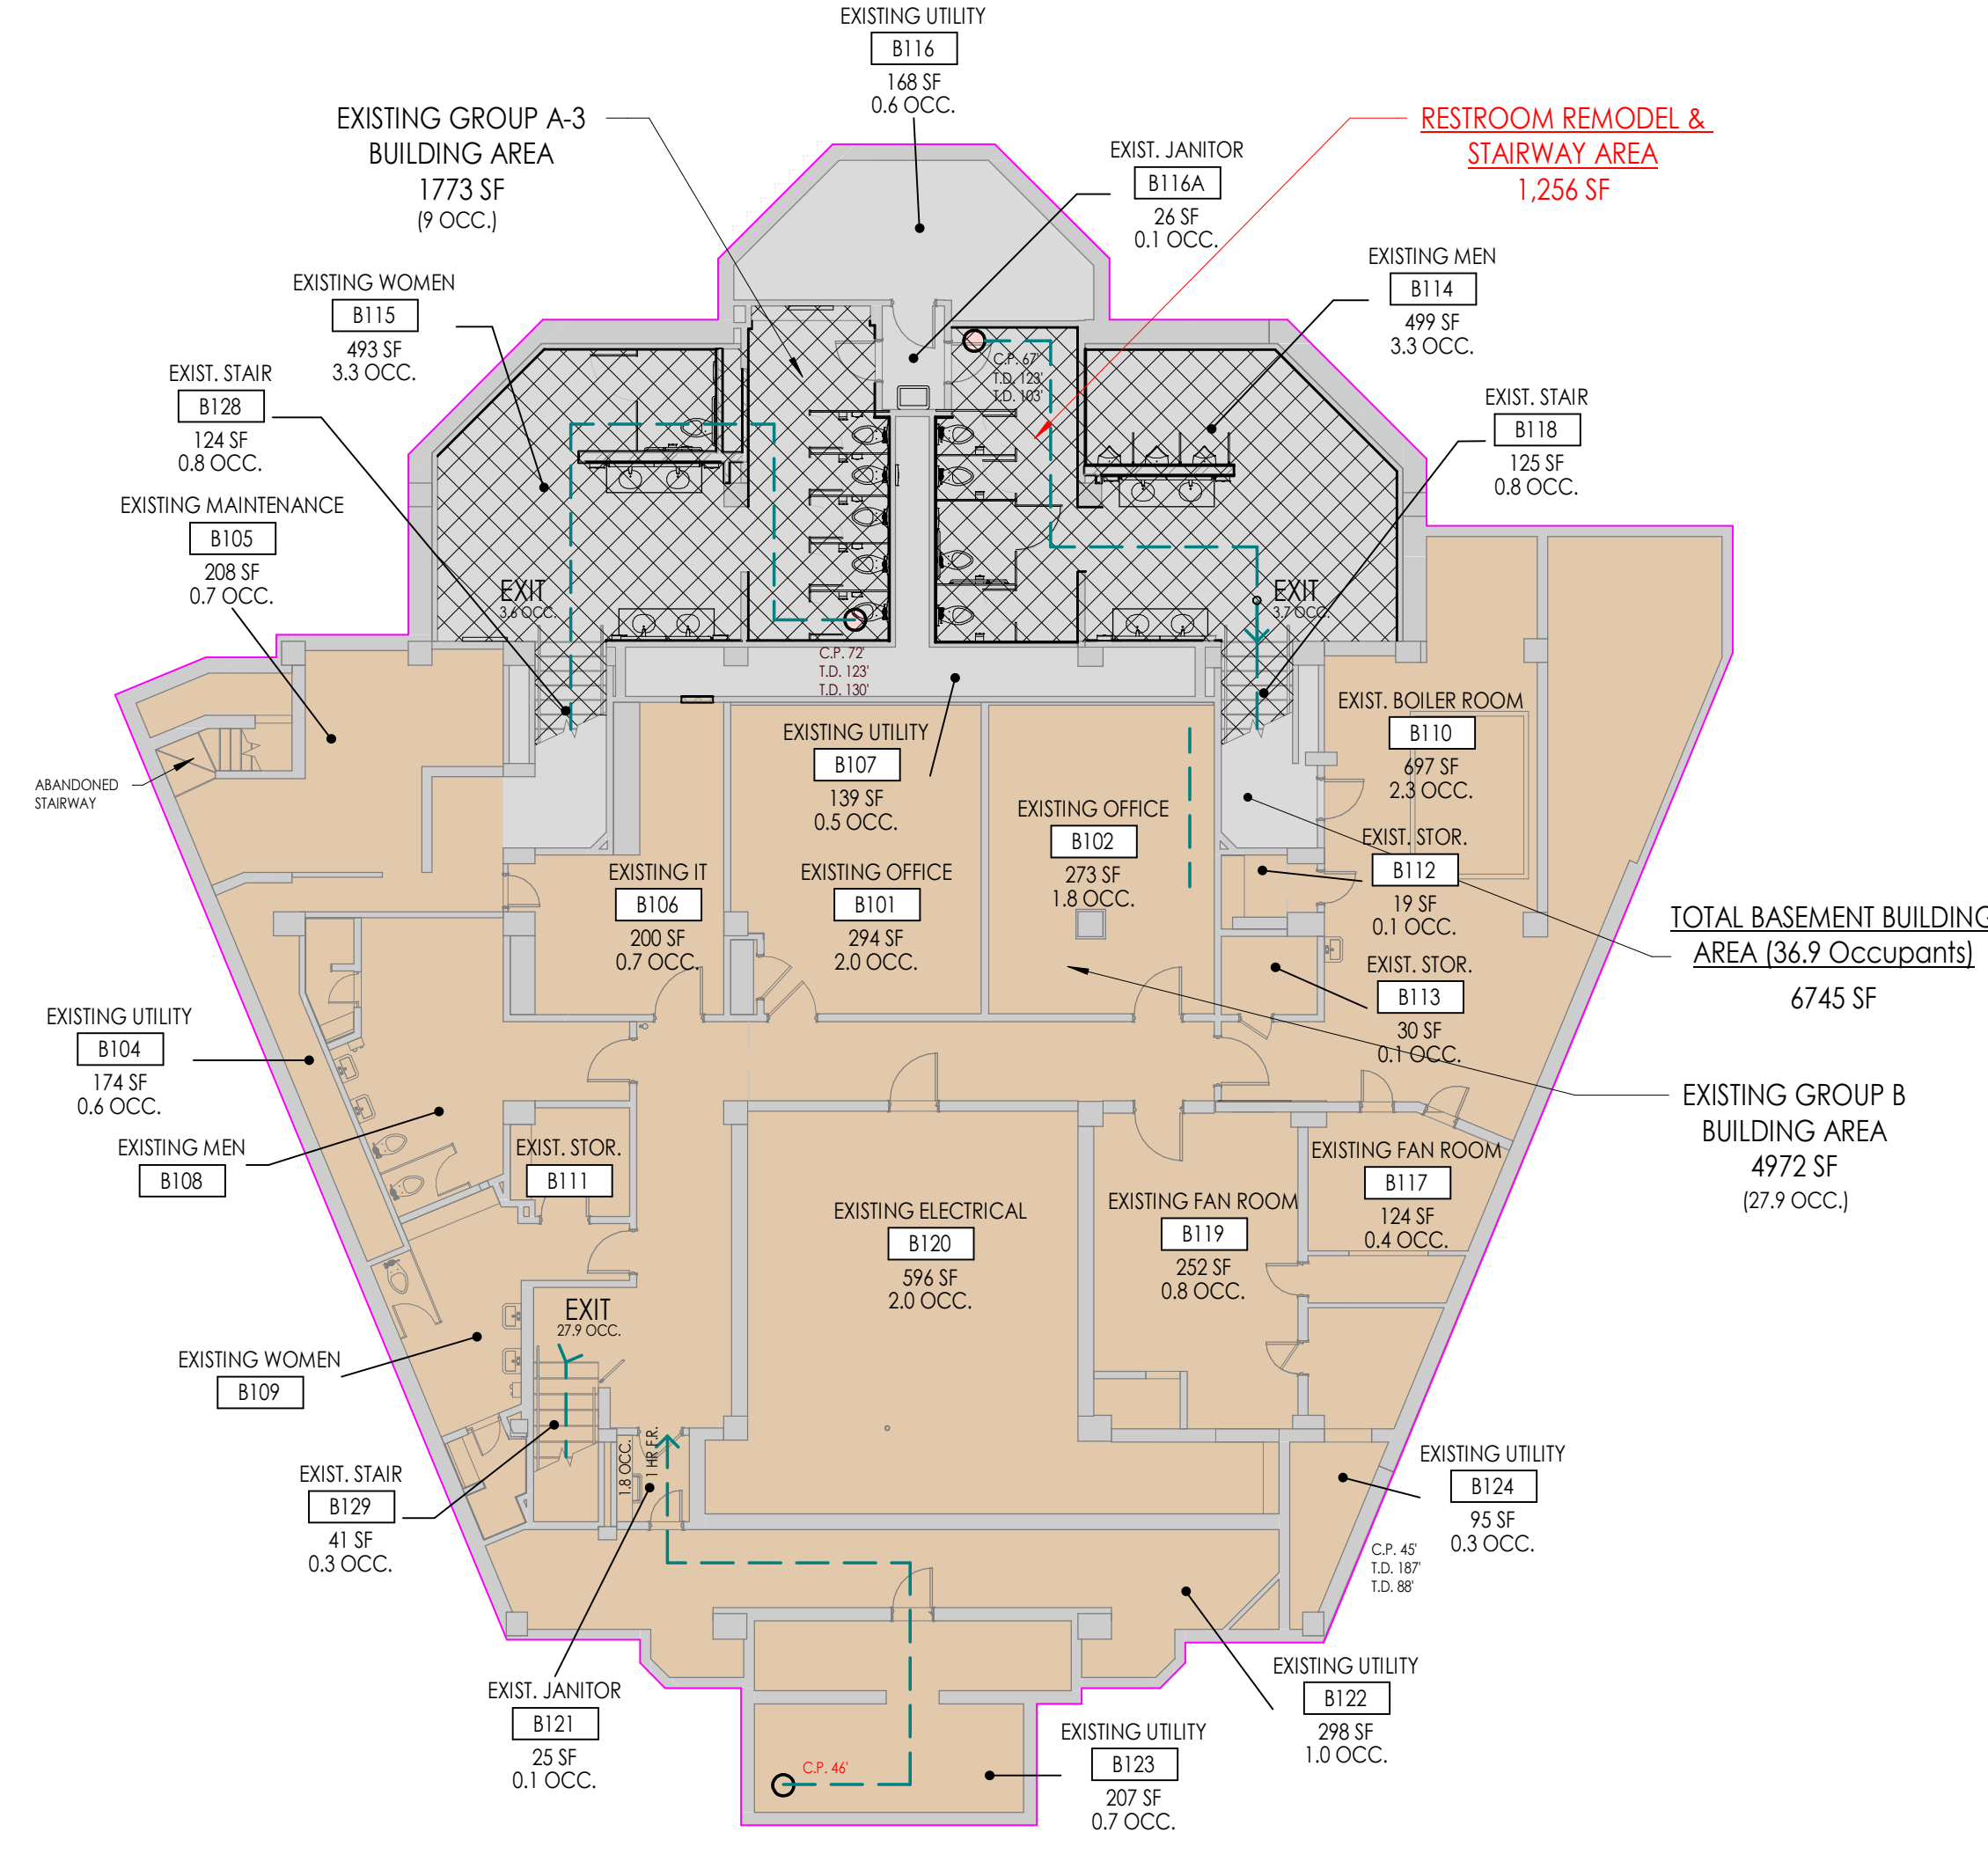 EXISTING UTILITY
B116
168 SF
0.6 OCC.
EXISTING GROUP A-3
BUILDING AREA
1773 SF
(9 OCC.)
RESTROOM REMODEL &
STAIRWAY AREA
1,256 SF
EXIST. JANITOR
B116A
26 SF
0.1 OCC.
EXISTING MEN
B114
499 SF
3.3 OCC.
EXISTING WOMEN
B115
493 SF
3.3 OCC.
EXIST. STAIR
B128
124 SF
0.8 OCC.
EXIST. STAIR
B118
125 SF
0.8 OCC.
C.P. 67'
T.D. 123'
T.D. 103'
EXISTING MAINTENANCE
B105
208 SF
0.7 OCC.
EXIT
3.6 OCC.
EXIT
3.7 OCC.
C.P. 72'
T.D. 123'
T.D. 130'
ABANDONED
STAIRWAY
EXISTING UTILITY
B107
139 SF
0.5 OCC.
EXIST. BOILER ROOM
B110
697 SF
2.3 OCC.
EXISTING OFFICE
B102
273 SF
1.8 OCC.
EXIST. STOR.
B112
19 SF
0.1 OCC.
EXISTING IT
B106
200 SF
0.7 OCC.
EXISTING OFFICE
B101
294 SF
2.0 OCC.
TOTAL BASEMENT BUILDING
AREA (36.9 Occupants)
6745 SF
EXIST. STOR.
B113
30 SF
0.1 OCC.
EXISTING UTILITY
B104
174 SF
0.6 OCC.
EXISTING GROUP B
BUILDING AREA
4972 SF
(27.9 OCC.)
EXISTING MEN
B108
EXIST. STOR.
B111
EXISTING FAN ROOM
B117
124 SF
0.4 OCC.
EXISTING ELECTRICAL
B120
596 SF
2.0 OCC.
EXISTING FAN ROOM
B119
252 SF
0.8 OCC.
EXIT
27.9 OCC.
EXISTING WOMEN
B109
1.8 OCC.
1 HR F.R.
EXIST. STAIR
B129
41 SF
0.3 OCC.
EXISTING UTILITY
B124
95 SF
0.3 OCC.
C.P. 45'
T.D. 187'
T.D. 88'
EXIST. JANITOR
B121
25 SF
0.1 OCC.
EXISTING UTILITY
B122
298 SF
1.0 OCC.
C.P. 46'
EXISTING UTILITY
B123
207 SF
0.7 OCC.